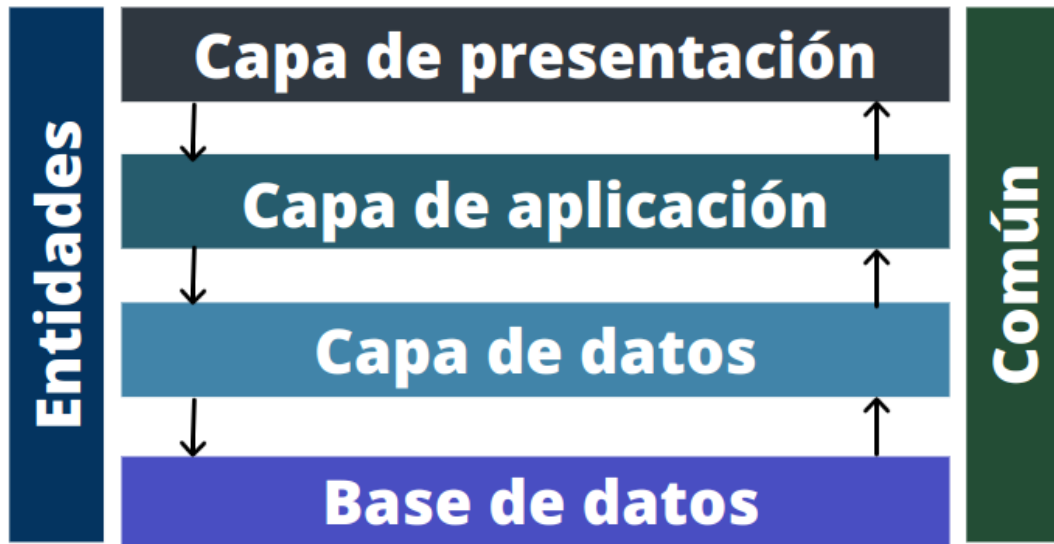 Entidades
Capa de presentación
Capa de aplicación
Capa de datos
Base de datos
Común